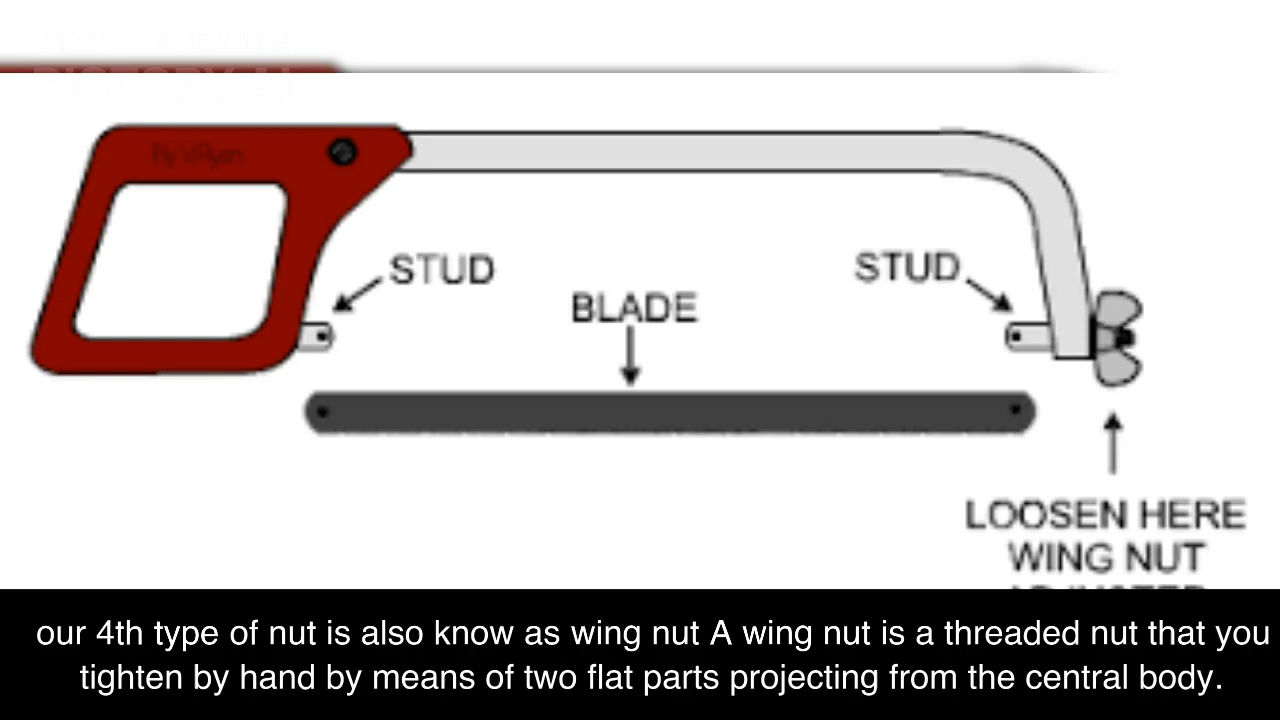 STUD
STUD
BLADE
LOOSEN HERE
WING NUT
our 4th type of nut is also know as wing nut A wing nut is a threaded nut that you
tighten by hand by means of two flat parts projecting from the central body.